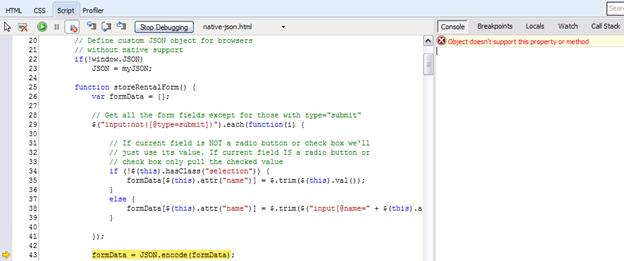 HTML CSS Script Profiler
Stop Debugging native-json.html
20 // Define custom JSON object for browsers
21 // without native support
22 if(!window.JSON)
23 JSON = myJSON;
24
25 function storeRentalForm() {
26 var formData = {};
27
28 // Get all the form fields except for those with type="submit"
29 $("input:not([@type=submit])").each(function(i) {
30
31 // If current field is NOT a radio button or check box we'll
32 // just use its value. If current field IS a radio button or
33 // check box only pull the checked value
34 if (!$(this).hasClass("selection")) {
35 formData[$(this).attr("name")] = $.trim($(this).val());
36 }
37 else {
38 formData[$(this).attr("name")] = $.trim($("input[@name=" + $(this).a
39 }
40
41 });
42
43 formData = JSON.encode(formData);
Sear
Console Breakpoints Locals Watch Call Stack
Object doesn't support this property or method